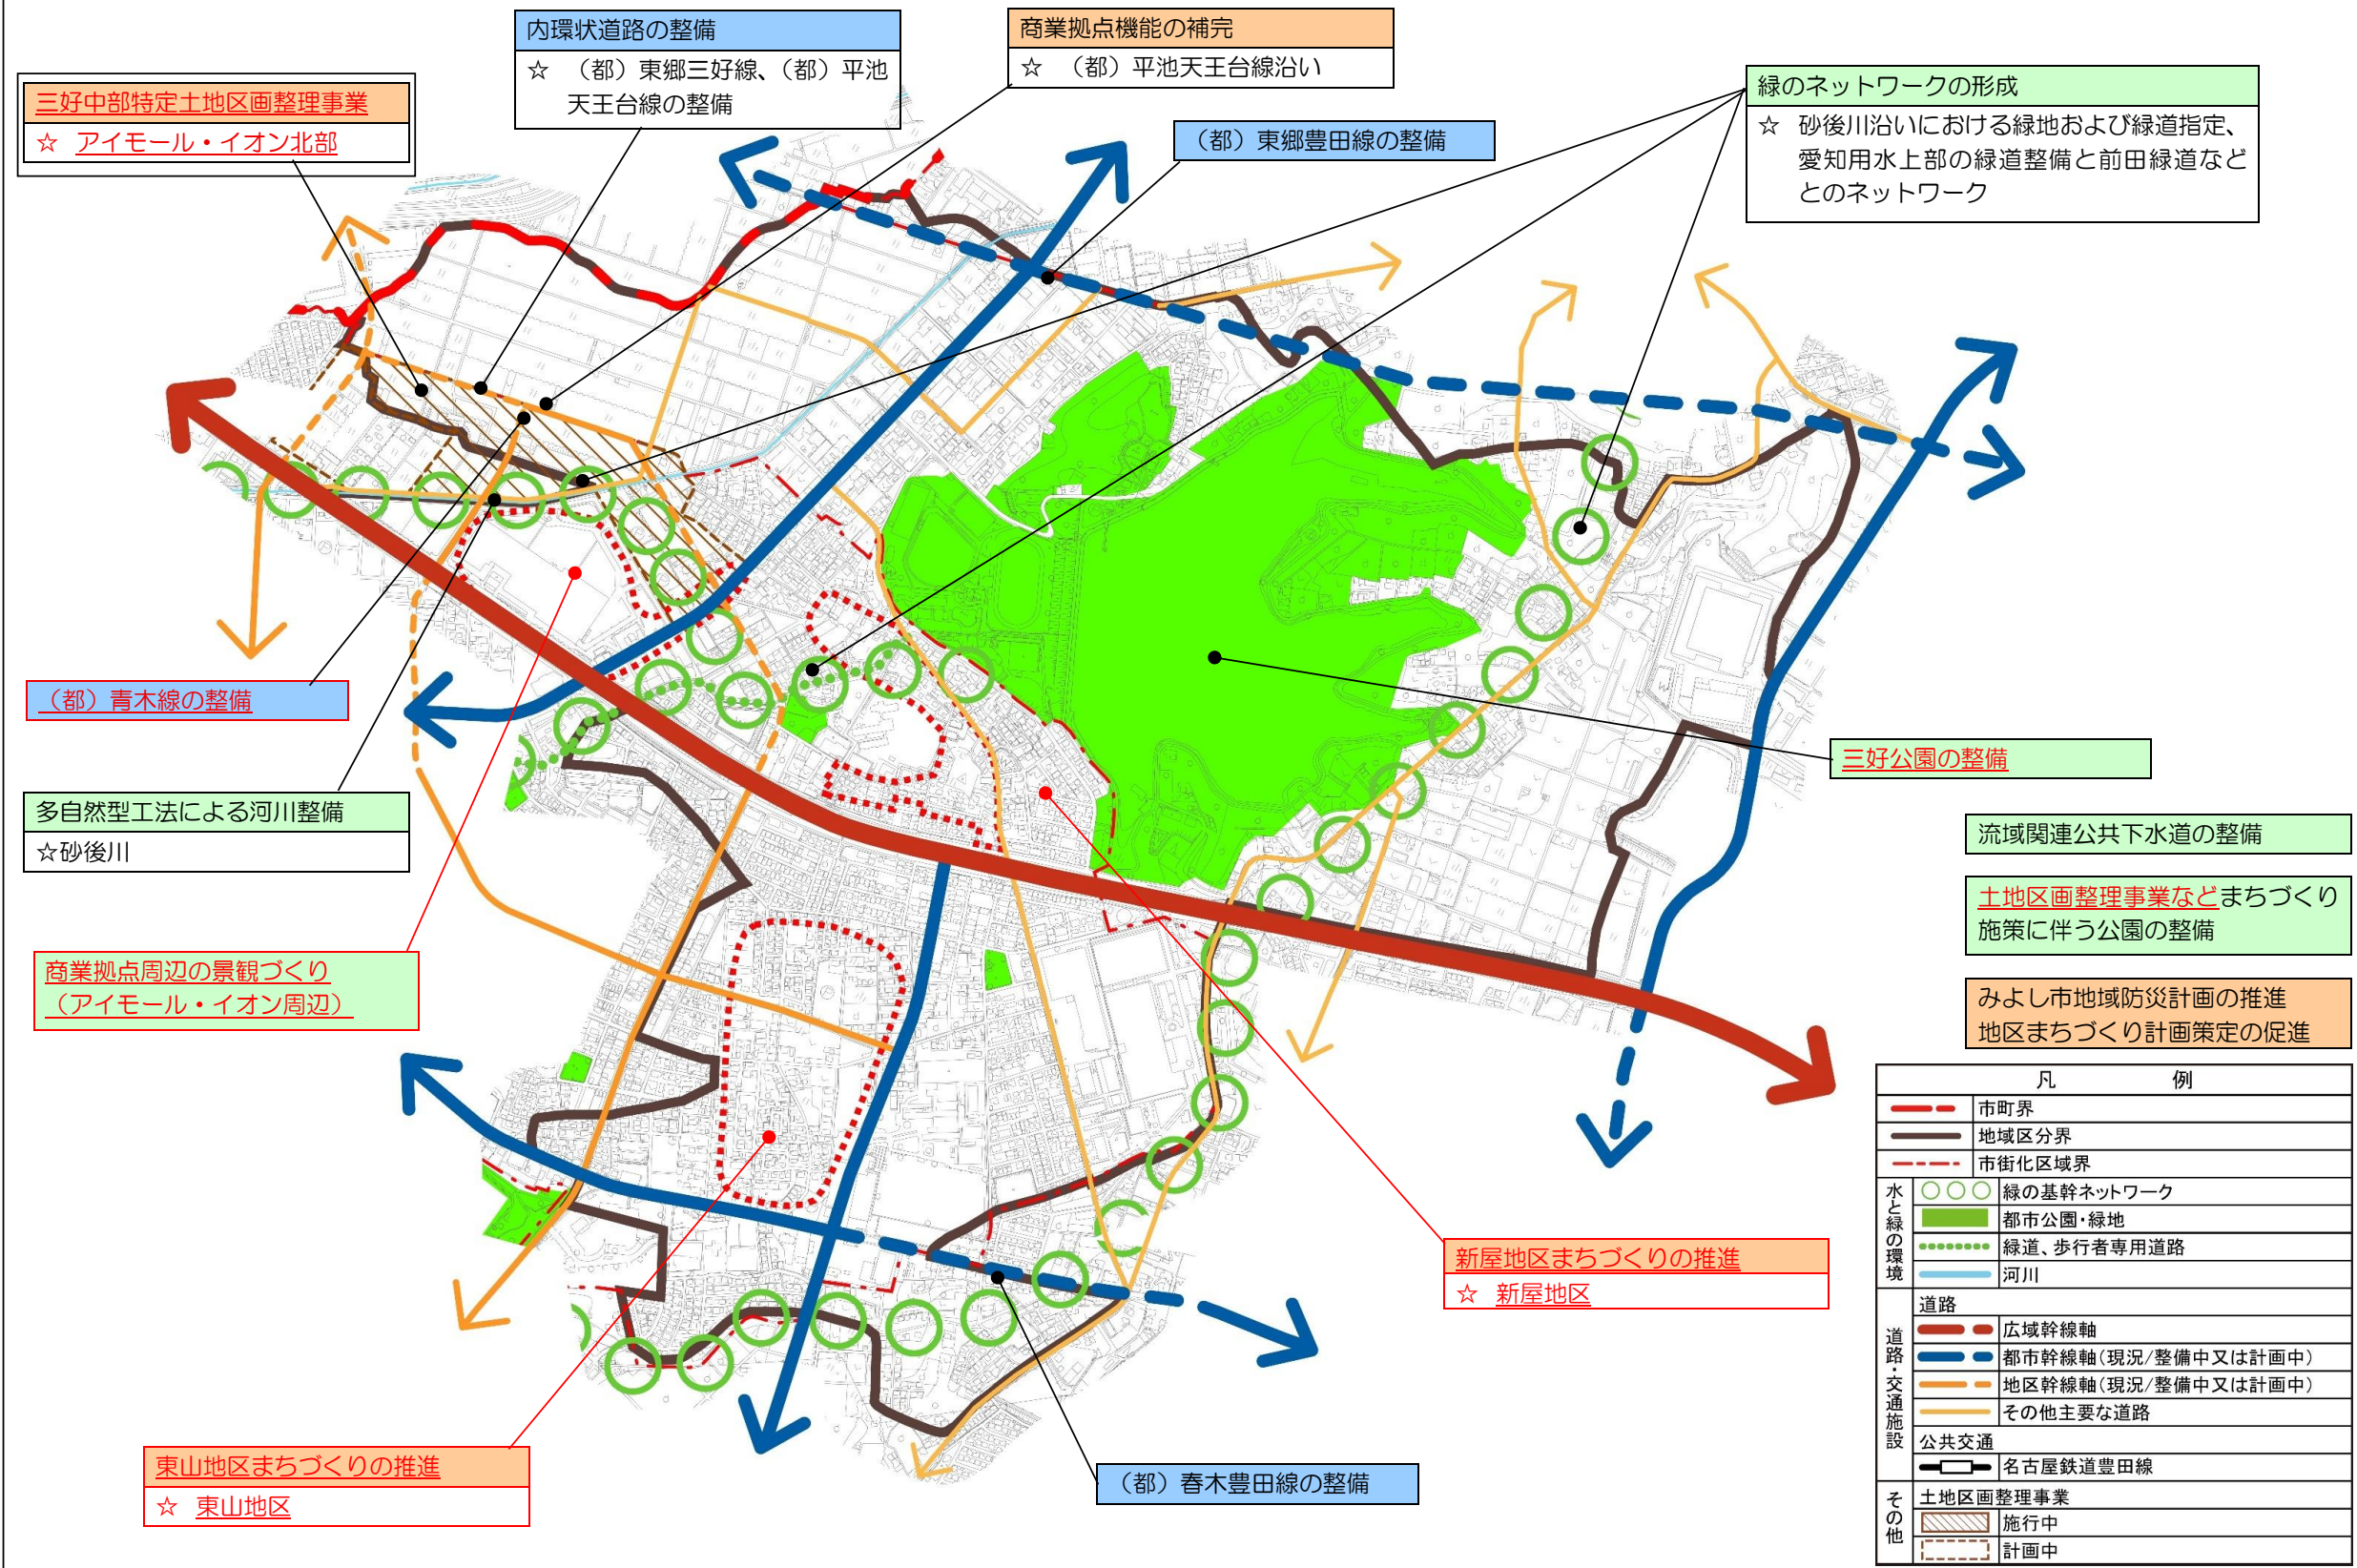 内環状道路の整備
☆ （都）東郷三好線、（都）平池
天王台線の整備
商業拠点機能の補完
☆ （都）平池天王台線沿い
緑のネットワークの形成
☆ 砂後川沿いにおける緑地および緑道指定、
愛知用水上部の緑道整備と前田緑道など
とのネットワーク
三好中部特定土地区画整理事業
☆ アイモール・イオン北部
（都）東郷豊田線の整備
（都）青木線の整備
三好公園の整備
多自然型工法による河川整備
☆砂後川
流域関連公共下水道の整備
土地区画整理事業などまちづくり
施策に伴う公園の整備
商業拠点周辺の景観づくり
（アイモール・イオン周辺）
みよし市地域防災計画の推進
地区まちづくり計画策定の促進
新屋地区まちづくりの推進
☆ 新屋地区
東山地区まちづくりの推進
☆ 東山地区
（都）春木豊田線の整備
凡 例
市町界
地域区分界
市街化区域界
水と緑の環境
緑の基幹ネットワーク
都市公園・緑地
緑道、歩行者専用道路
河川
道路・交通施設
道路
広域幹線軸
都市幹線軸（現況/整備中又は計画中）
地区幹線軸（現況/整備中又は計画中）
その他主要な道路
公共交通
名古屋鉄道豊田線
その他
土地区画整理事業
施行中
計画中